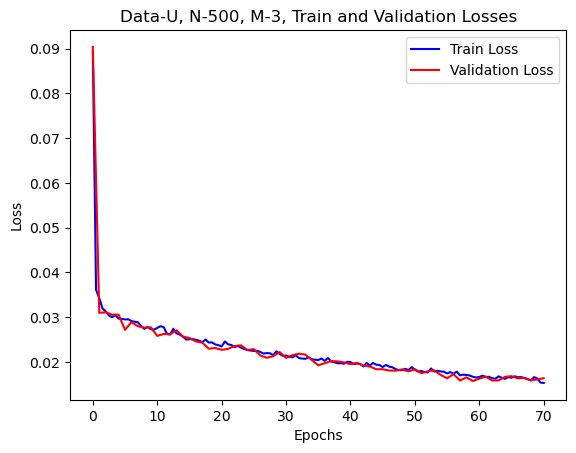 Data-U, N-500, M-3, Train and Validation Losses
Train Loss
Validation Loss
Loss
0.09
0.08
0.07
0.06
0.05
0.04
0.03
0.02
0 10 20 30 40 50 60 70
Epochs